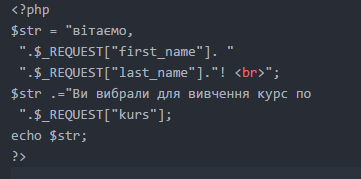 <?php
$str = "вітаємо,
".$_REQUEST["first_name"]. "
".$_REQUEST["last_name"]."! <br>";
$str .="Ви вибрали для вивчення курс по
".$_REQUEST["kurs"];
echo $str;
?>